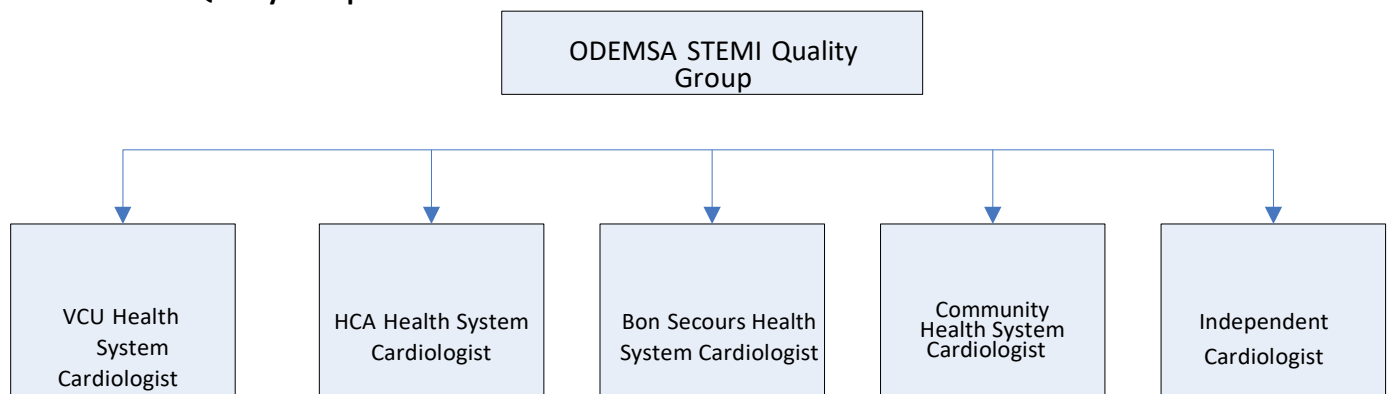 ODEMSA STEMI Quality
Group
VCU Health
System
Cardiologist
HCA Health System
Cardiologist
Bon Secours Health
System Cardiologist
Community
Health System
Cardiologist
Independent
Cardiologist